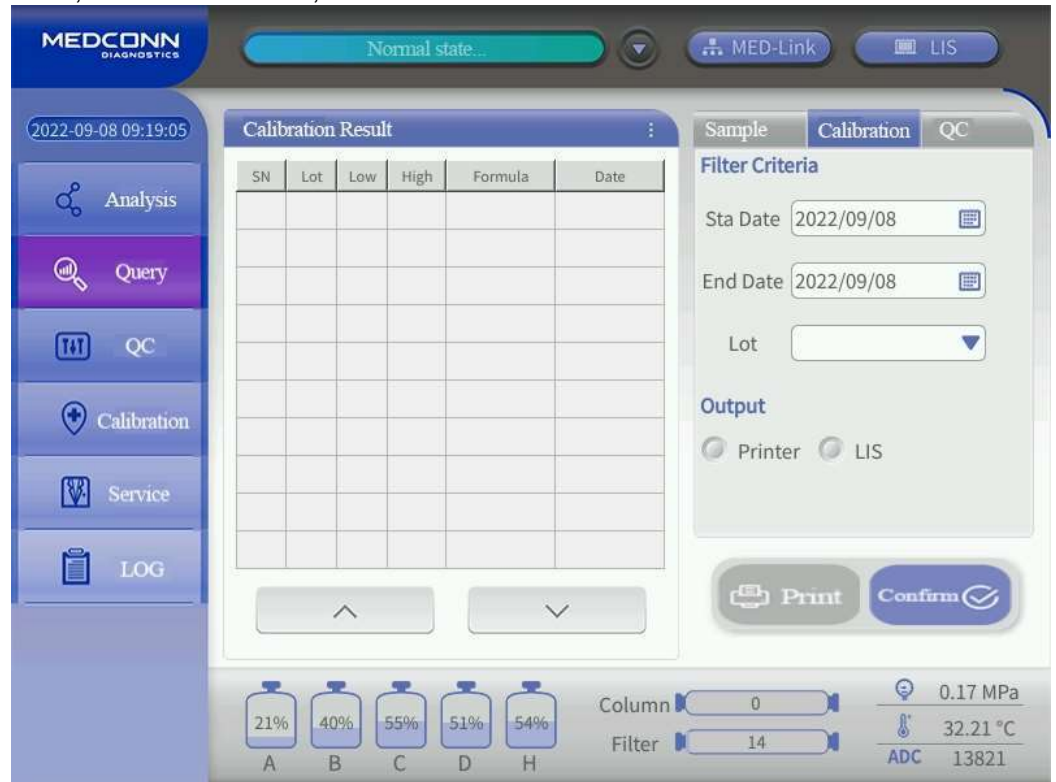 MEDCONN
DIAGNOSTICS
Normal state...
MED-Link
LIS
2022-09-08 09:19:05
Analysis
Query
QC
Calibration
Service
LOG
Calibration Result
SN Lot Low High Formula Date
Sample Calibration QC
Filter Criteria
Sta Date 2022/09/08
End Date 2022/09/08
Lot
Output
Printer LIS
Print Confirm
21% 40% 55% 51% 54%
A B C D H
Column 0
Filter 14
0.17 MPa
32.21 °C
ADC 13821